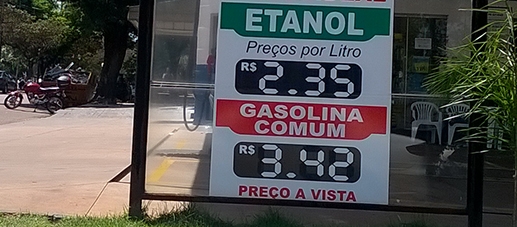 ETANOL
Preços por Litro
R$ 2.35
GASOLINA
COMUM
R$ 3.42
PREÇO A VISTA